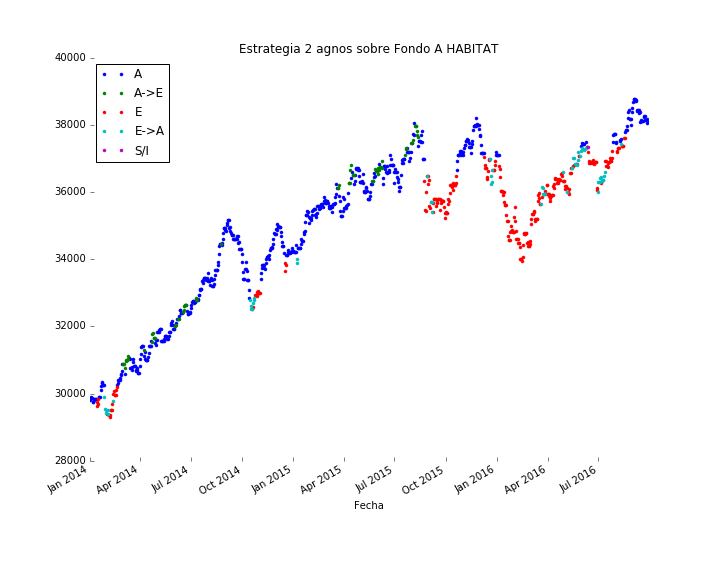 Estrategia 2 agnos sobre Fondo A HABITAT
40000
38000
36000
34000
32000
30000
28000
A
A->E
E
E->A
S/I
Jan 2014
Apr 2014
Jul 2014
Oct 2014
Jan 2015
Apr 2015
Jul 2015
Oct 2015
Jan 2016
Apr 2016
Jul 2016
Fecha